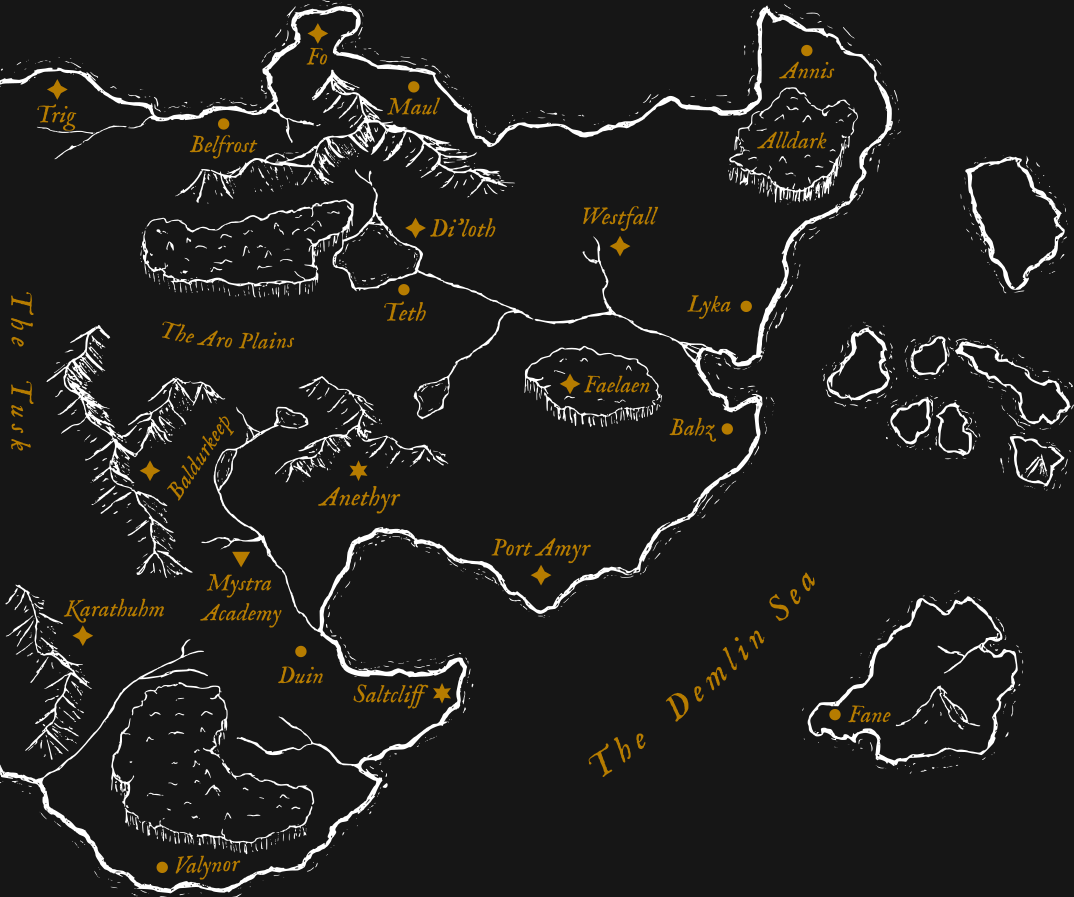 Fo
Annis
Trig
Maul
Belfrost
Alldark
Westfall
Di'loth
Lyka
Teth
The Tusk
The Aro Plains
Faelaen
Bahz
Baldurkeep
Anethyr
Port Amyr
Mystra
Academy
Karathuhm
Duin
Saltcliff
The Demlin Sea
Fane
Valynor